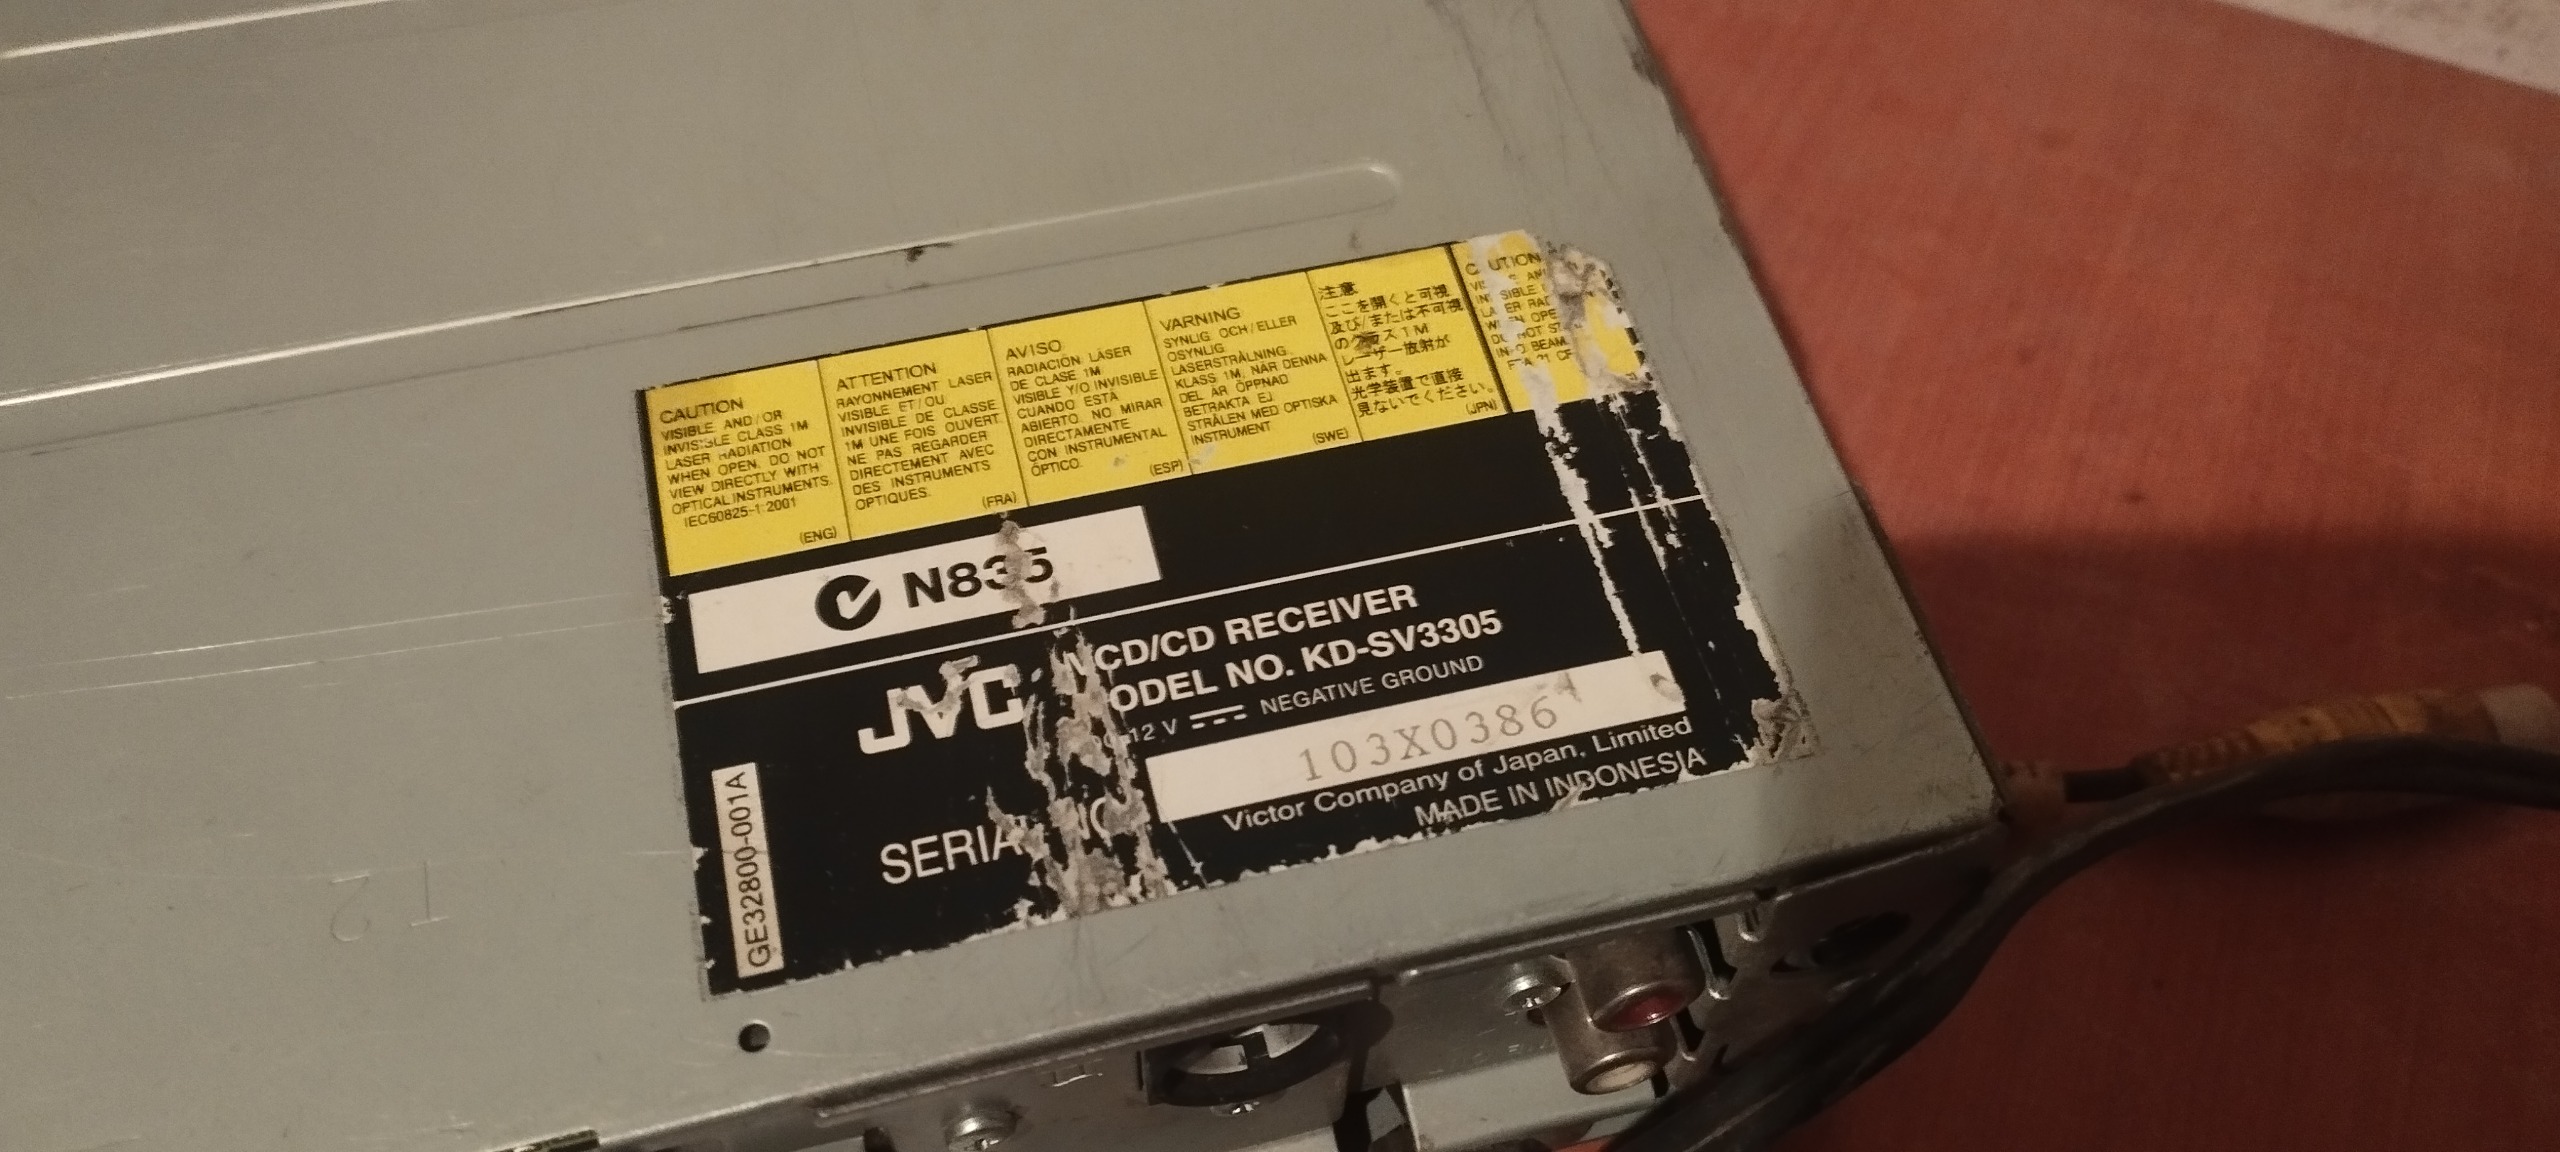 CAUTION
VISIBLE AND/OR
INVISIBLE CLASS 1M
LASER RADIATION
WHEN OPEN. DO NOT
VIEW DIRECTLY WITH
OPTICAL INSTRUMENTS.
IEC60825-1:2001
(ENG)
ATTENTION
RAYONNEMENT LASER
VISIBLE ET/OU
INVISIBLE DE CLASSE
1M UNE FOIS OUVERT.
NE PAS REGARDER
DIRECTEMENT AVEC
DES INSTRUMENTS
OPTIQUES.
(FRA)
AVISO
RADIACIÓN LÁSER
DE CLASE 1M
VISIBLE Y/O INVISIBLE
CUANDO ESTÁ
ABIERTO. NO MIRAR
DIRECTAMENTE
CON INSTRUMENTAL
ÓPTICO.
(ESP)
VARNING
SYNLIG OCH/ELLER
OSYNLIG
LASERSTRÅLNING,
KLASS 1M, NÄR DENNA
DEL ÄR ÖPPNAD
BETRAKTA EJ
STRÅLEN MED OPTISKA
INSTRUMENT.
(SWE)
注意
ここを開くと可視
及び/または不可視
のクラス1M
レーザー放射が
出ます。
光学装置で直接
見ないでください。
(JPN)
CAUTION
N835
JVC
VCD/CD RECEIVER
MODEL NO. KD-SV3305
12 V NEGATIVE GROUND
SERIAL NO.
103X0386
Victor Company of Japan, Limited
MADE IN INDONESIA
GE32800-001A
12